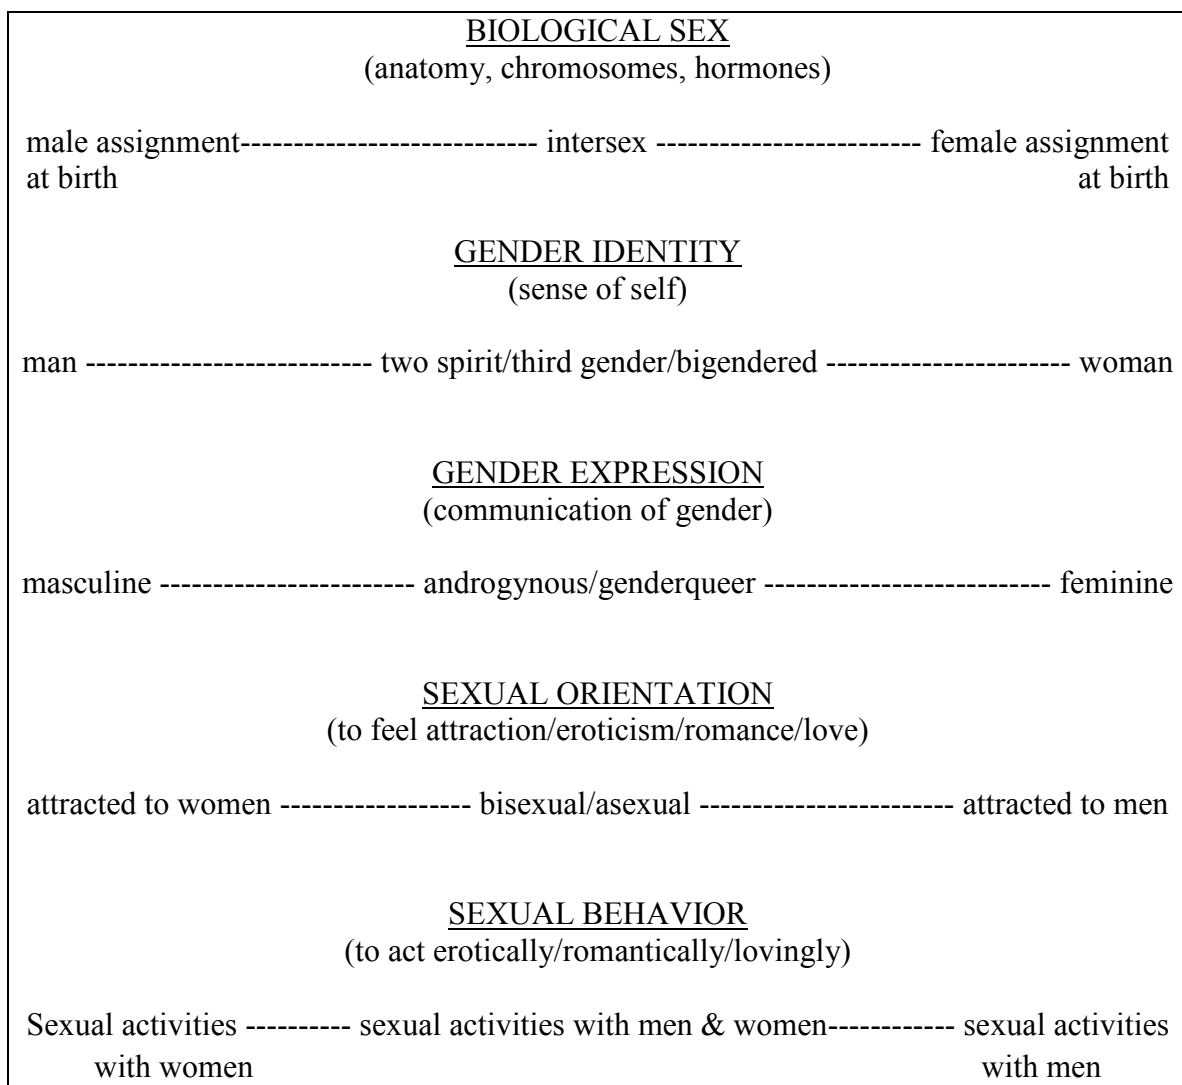 BIOLOGICAL SEX
(anatomy, chromosomes, hormones)
male assignment---------------------------- intersex ------------------------- female assignment
at birth at birth
GENDER IDENTITY
(sense of self)
man --------------------------- two spirit/third gender/bigendered ----------------------- woman
GENDER EXPRESSION
(communication of gender)
masculine ------------------------ androgynous/genderqueer --------------------------- feminine
SEXUAL ORIENTATION
(to feel attraction/eroticism/romance/love)
attracted to women ------------------ bisexual/asexual ------------------------ attracted to men
SEXUAL BEHAVIOR
(to act erotically/romantically/lovingly)
Sexual activities ---------- sexual activities with men & women------------ sexual activities
with women with men